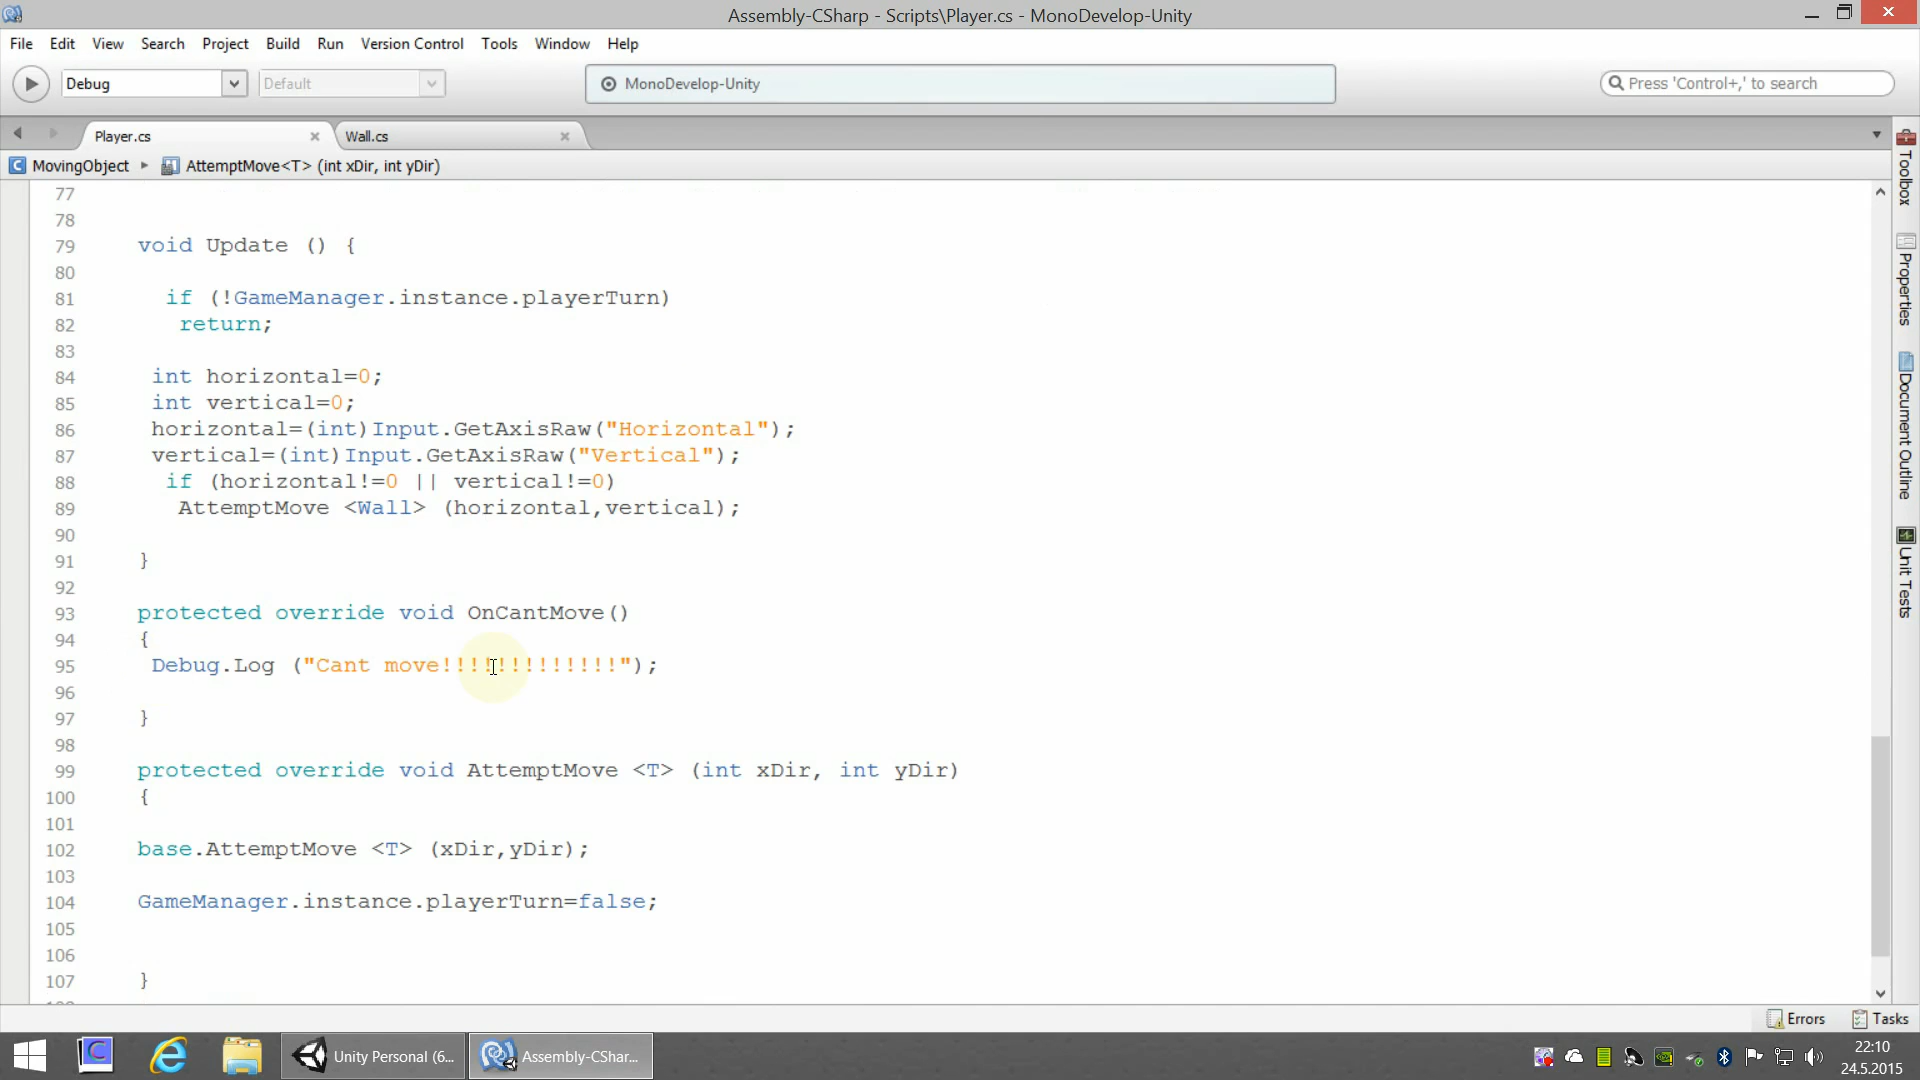 Assembly-CSharp - Scripts\Player.cs - MonoDevelop-Unity
File Edit View Search Project Build Run Version Control Tools Window Help
Debug Default MonoDevelop-Unity Press 'Control+,' to search
Player.cs Wall.cs
MovingObject AttemptMove<T> (int xDir, int yDir)
77
78
79 void Update () {
80
81 if (!GameManager.instance.playerTurn)
82 return;
83
84 int horizontal=0;
85 int vertical=0;
86 horizontal=(int)Input.GetAxisRaw("Horizontal");
87 vertical=(int)Input.GetAxisRaw("Vertical");
88 if (horizontal!=0 || vertical!=0)
89 AttemptMove <Wall> (horizontal,vertical);
90
91 }
92
93 protected override void OnCantMove()
94 {
95 Debug.Log ("Cant move!!!!!!!!!!!!!");
96
97 }
98
99 protected override void AttemptMove <T> (int xDir, int yDir)
100 {
101
102 base.AttemptMove <T> (xDir,yDir);
103
104 GameManager.instance.playerTurn=false;
105
106
107 }
Toolbox
Properties
Document Outline
Unit Tests
Errors Tasks
Unity Personal (6... Assembly-CShar...
22:10
24.5.2015